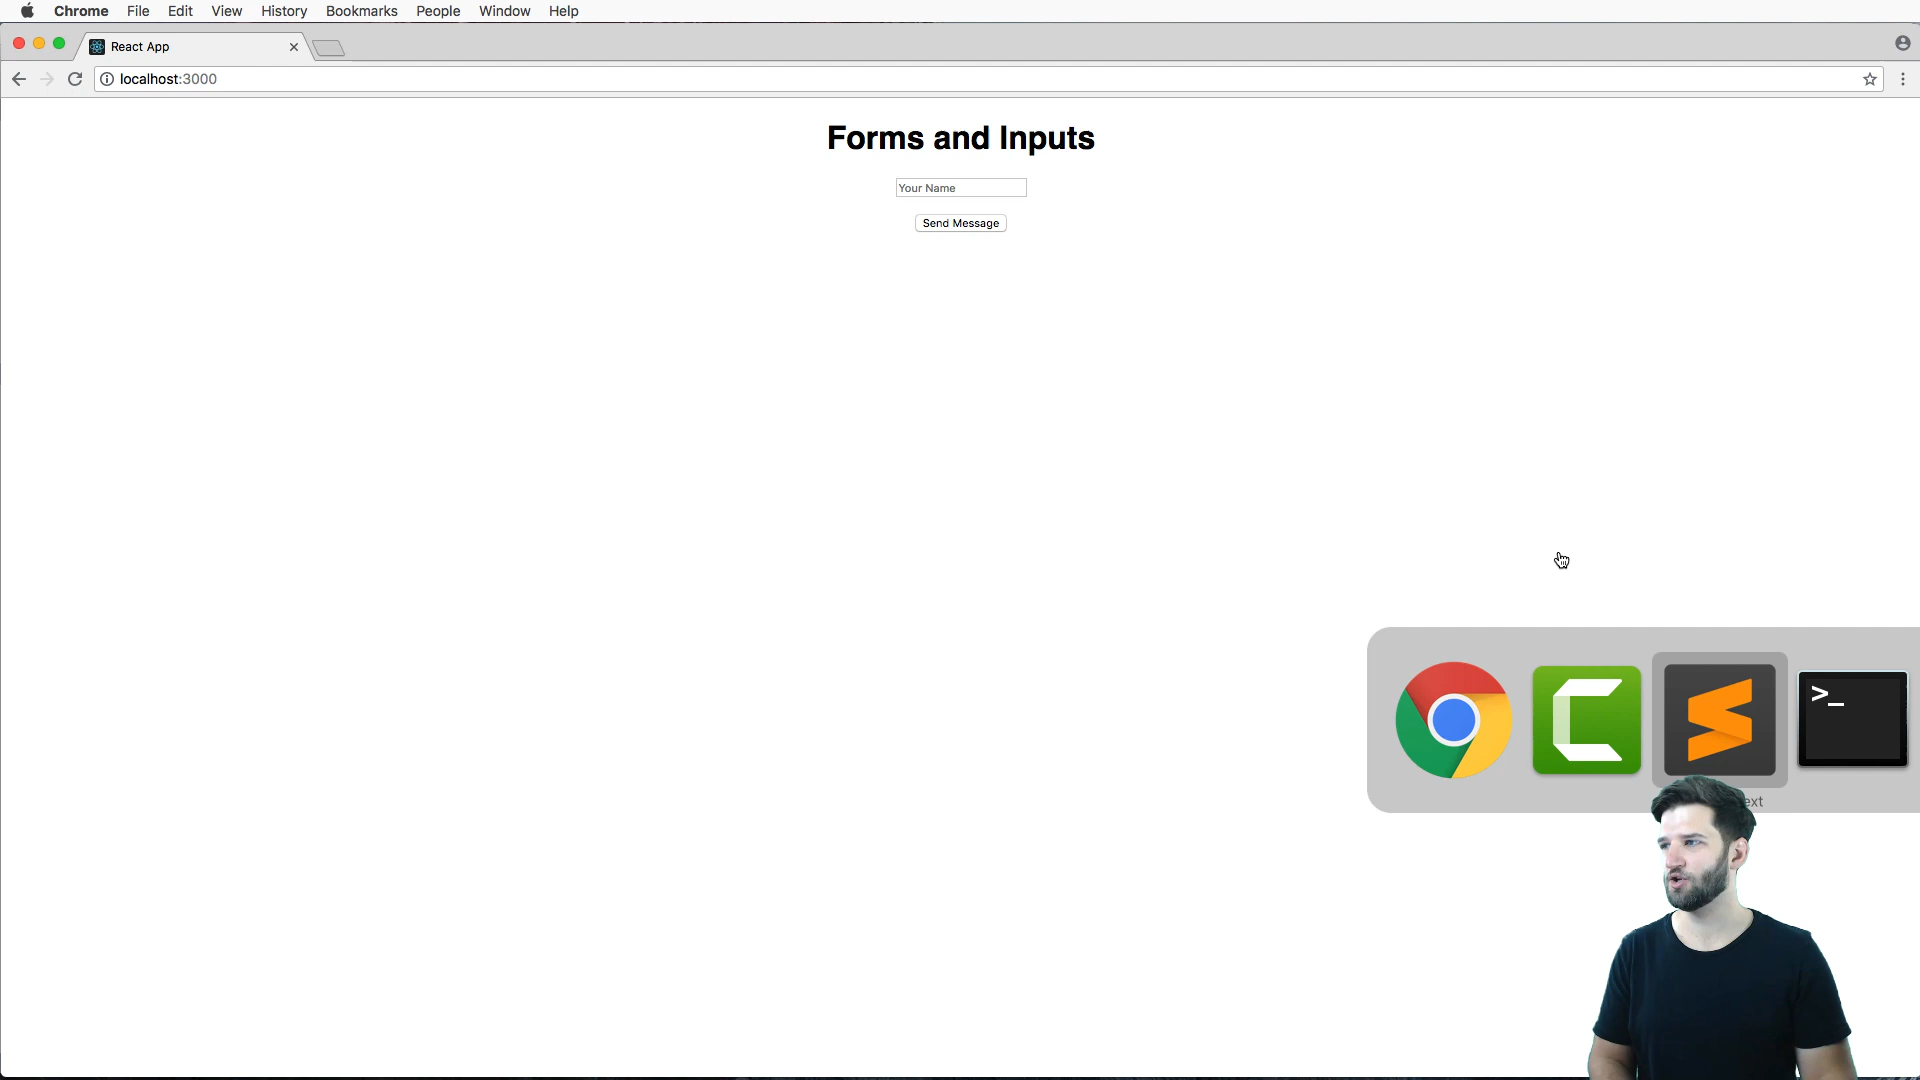 Chrome File Edit View History Bookmarks People Window Help
React App
localhost:3000
Forms and Inputs
Your Name
Send Message
>_
ext